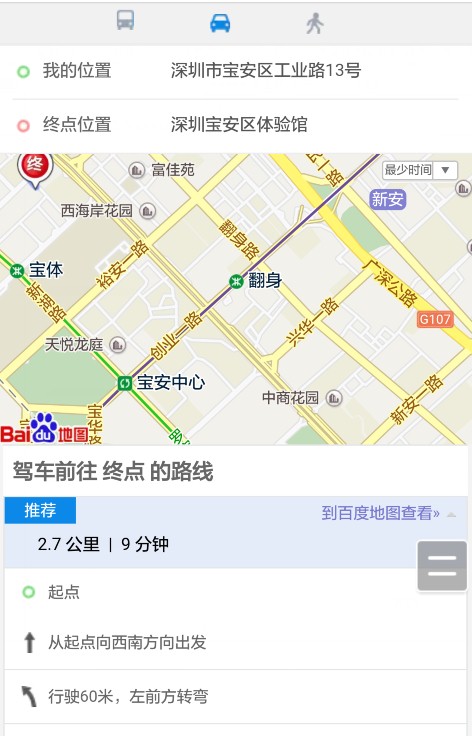 我的位置 深圳市宝安区工业路13号
终点位置 深圳宝安区体验馆
终
富佳苑
最少时间
西海岸花园
新安
翻身路
裕安一路
宝体
翻身
新湖路
广深公路
G107
创业一路
兴华一路
天悦龙庭
宝安中心
中商花园
新安一路
宝华路
Bai du 地图
驾车前往 终点 的路线
推荐
到百度地图查看»
2.7 公里 | 9 分钟
起点
从起点向西南方向出发
行驶60米，左前方转弯